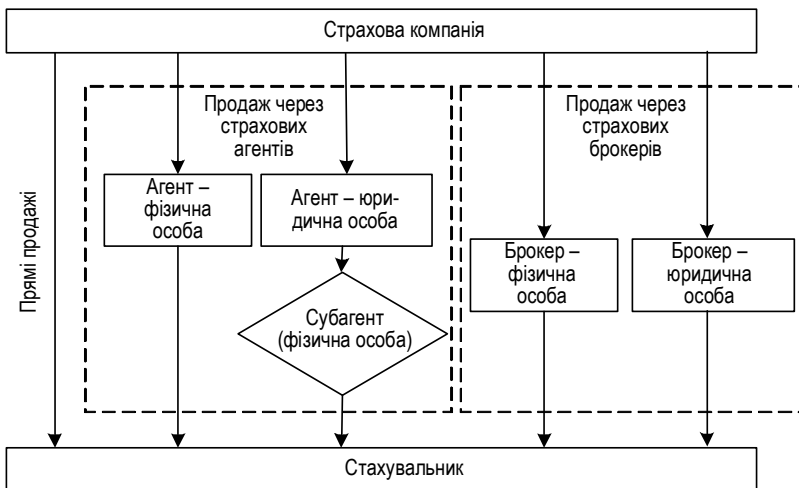 Страхова компанія
Прямі продажі
Продаж через
страхових
агентів
Агент –
фізична
особа
Агент – юри-
дична особа
Субагент
(фізична особа)
Продаж через
страхових
брокерів
Брокер –
фізична
особа
Брокер –
юридична
особа
Стахувальник